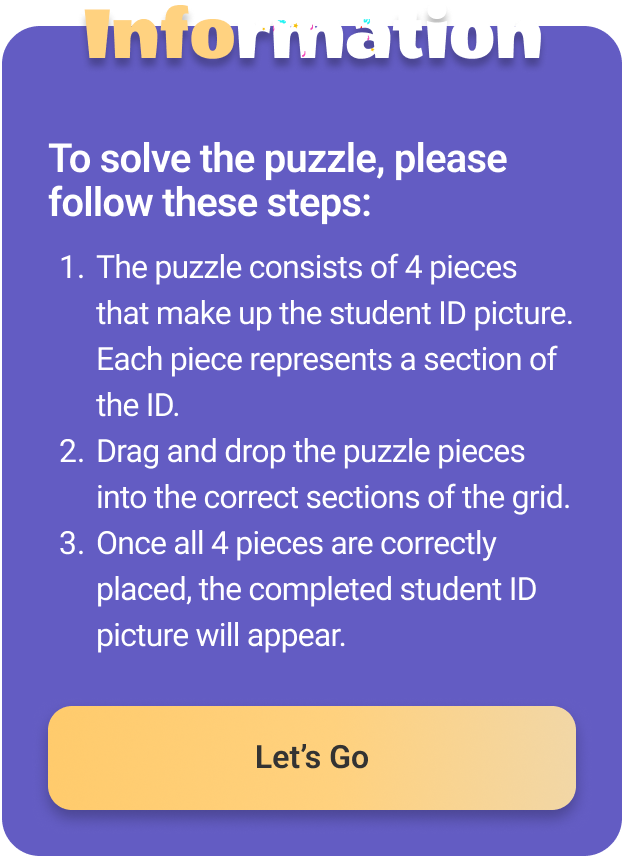 Information
To solve the puzzle, please
follow these steps:
1. The puzzle consists of 4 pieces
that make up the student ID picture.
Each piece represents a section of
the ID.
2. Drag and drop the puzzle pieces
into the correct sections of the grid.
3. Once all 4 pieces are correctly
placed, the completed student ID
picture will appear.
Let’s Go